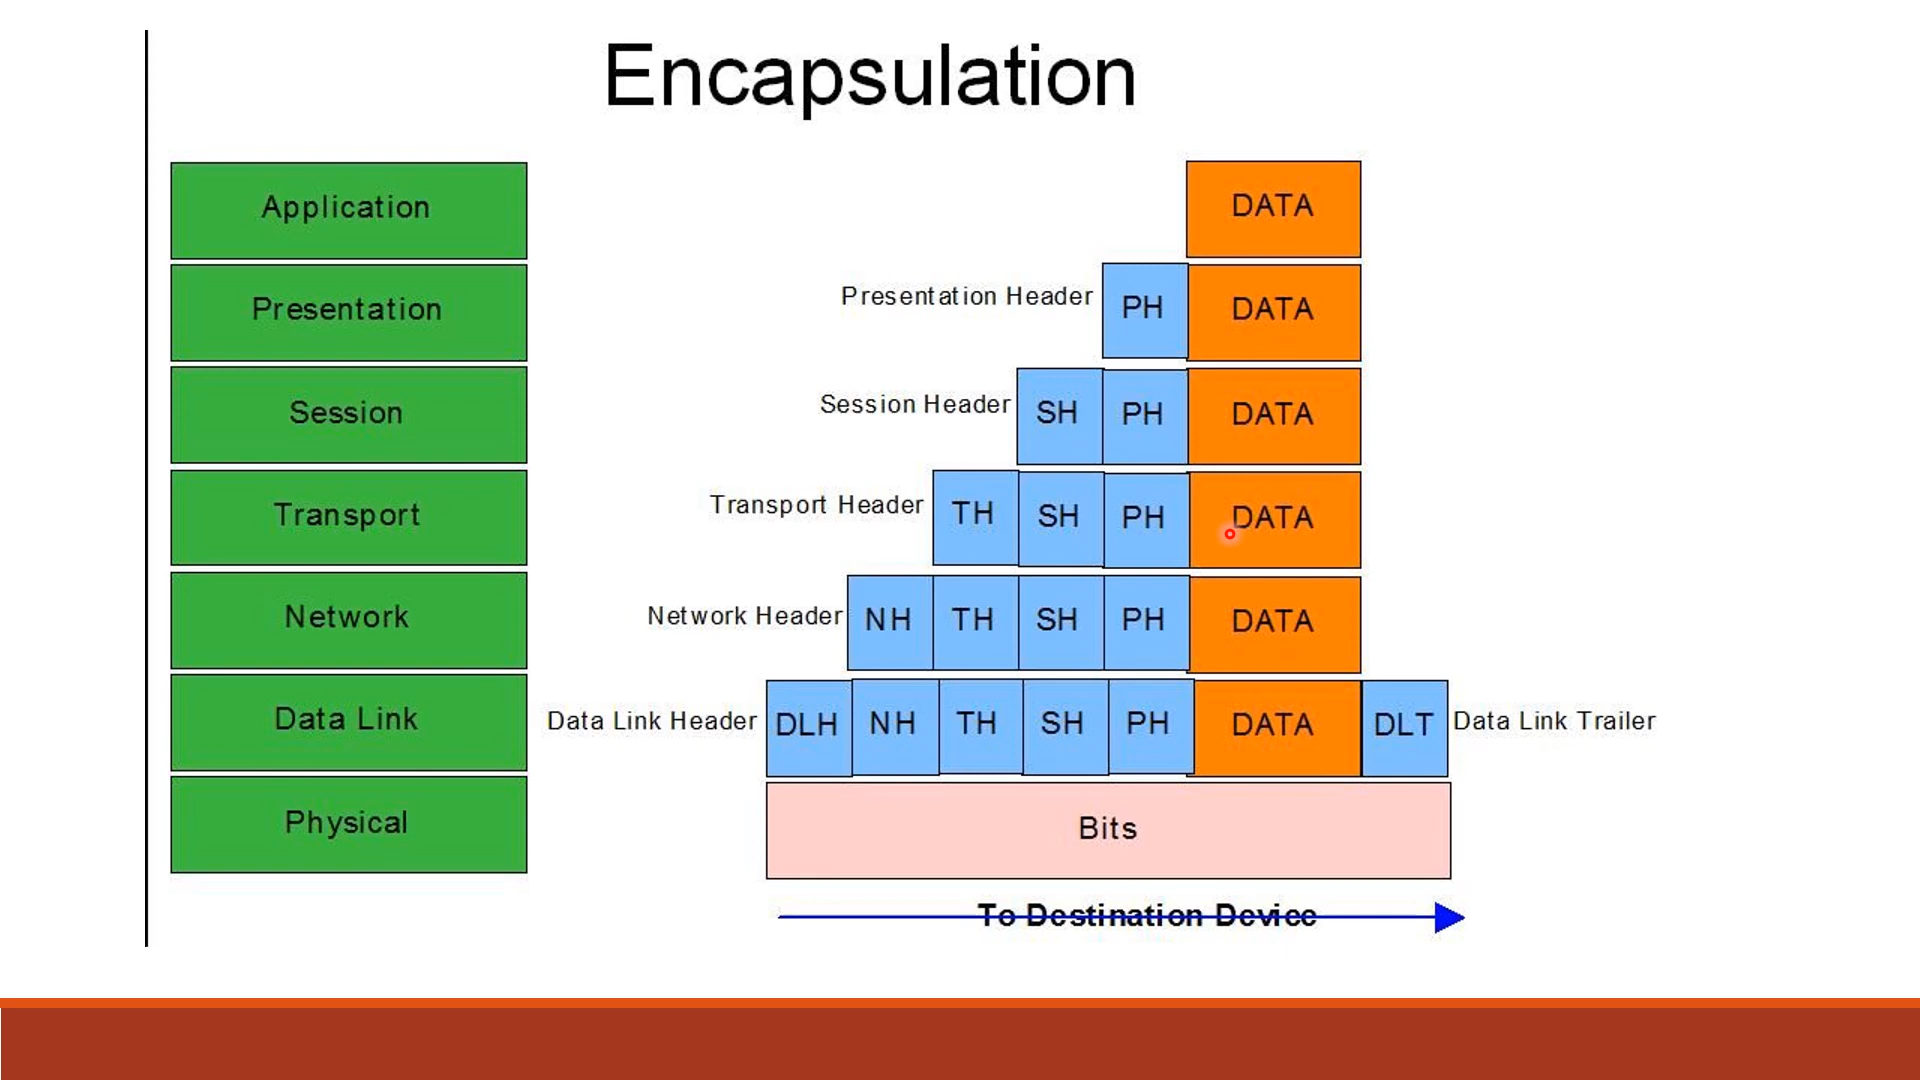 Encapsulation
Application
DATA
Presentation
Presentation Header
PH
DATA
Session
Session Header
SH
PH
DATA
Transport
Transport Header
TH
SH
PH
DATA
Network
Network Header
NH
TH
SH
PH
DATA
Data Link
Data Link Header
DLH
NH
TH
SH
PH
DATA
DLT
Data Link Trailer
Physical
Bits
To Destination Device